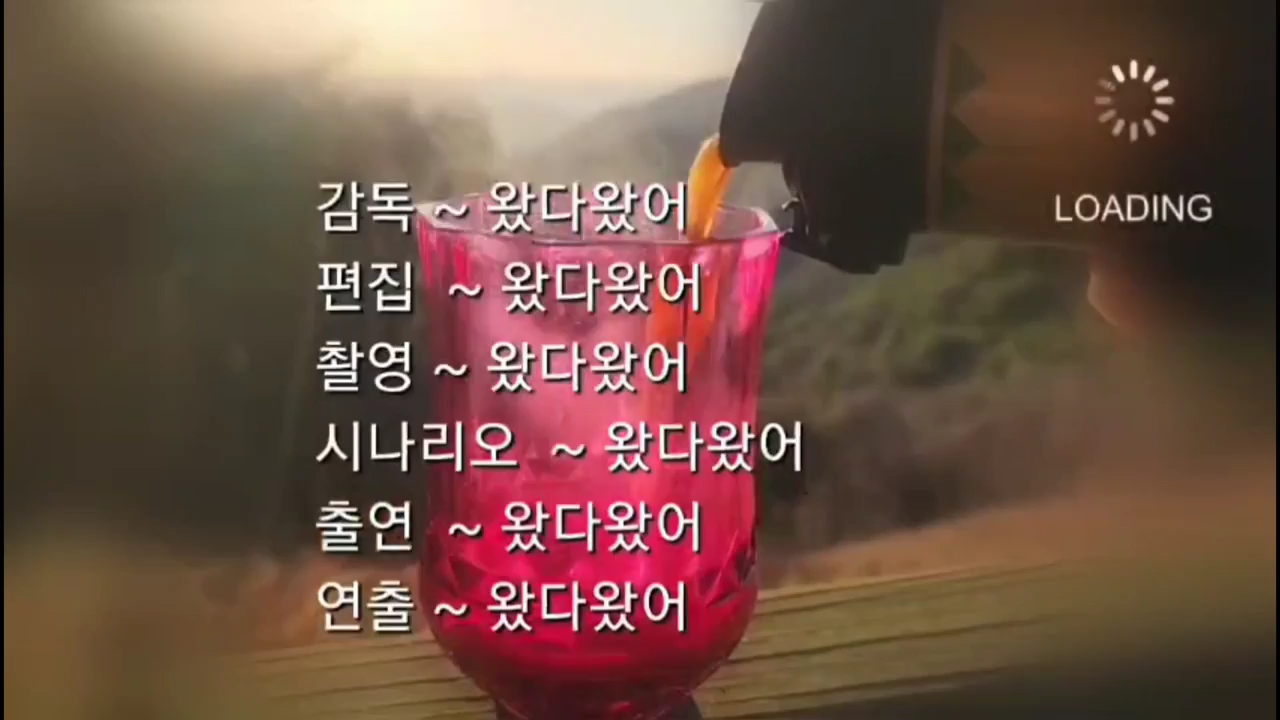 LOADING
감독 ~ 왔다왔어
편집 ~ 왔다왔어
촬영 ~ 왔다왔어
시나리오 ~ 왔다왔어
출연 ~ 왔다왔어
연출 ~ 왔다왔어